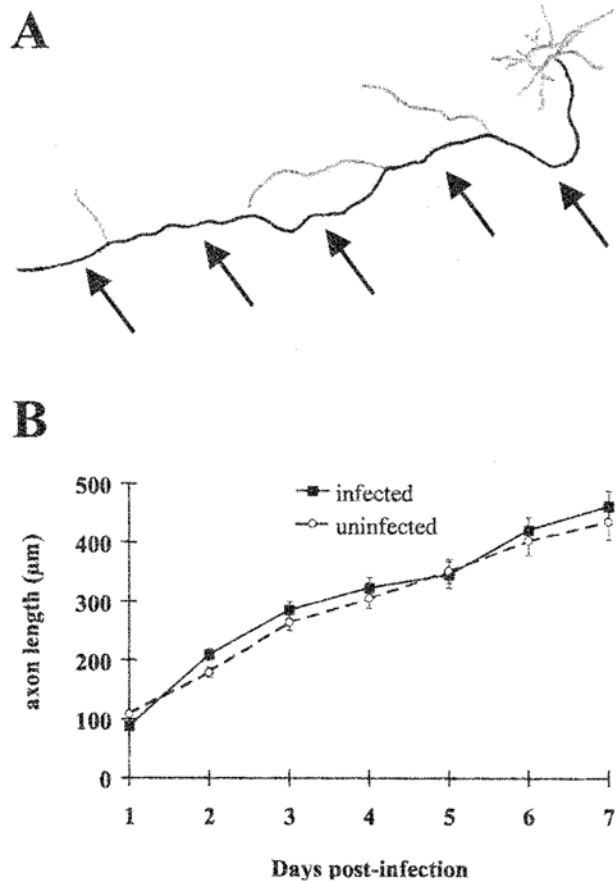 A
B
500
400
300
200
100
0
axon length (μm)
infected
uninfected
1 2 3 4 5 6 7
Days post-infection